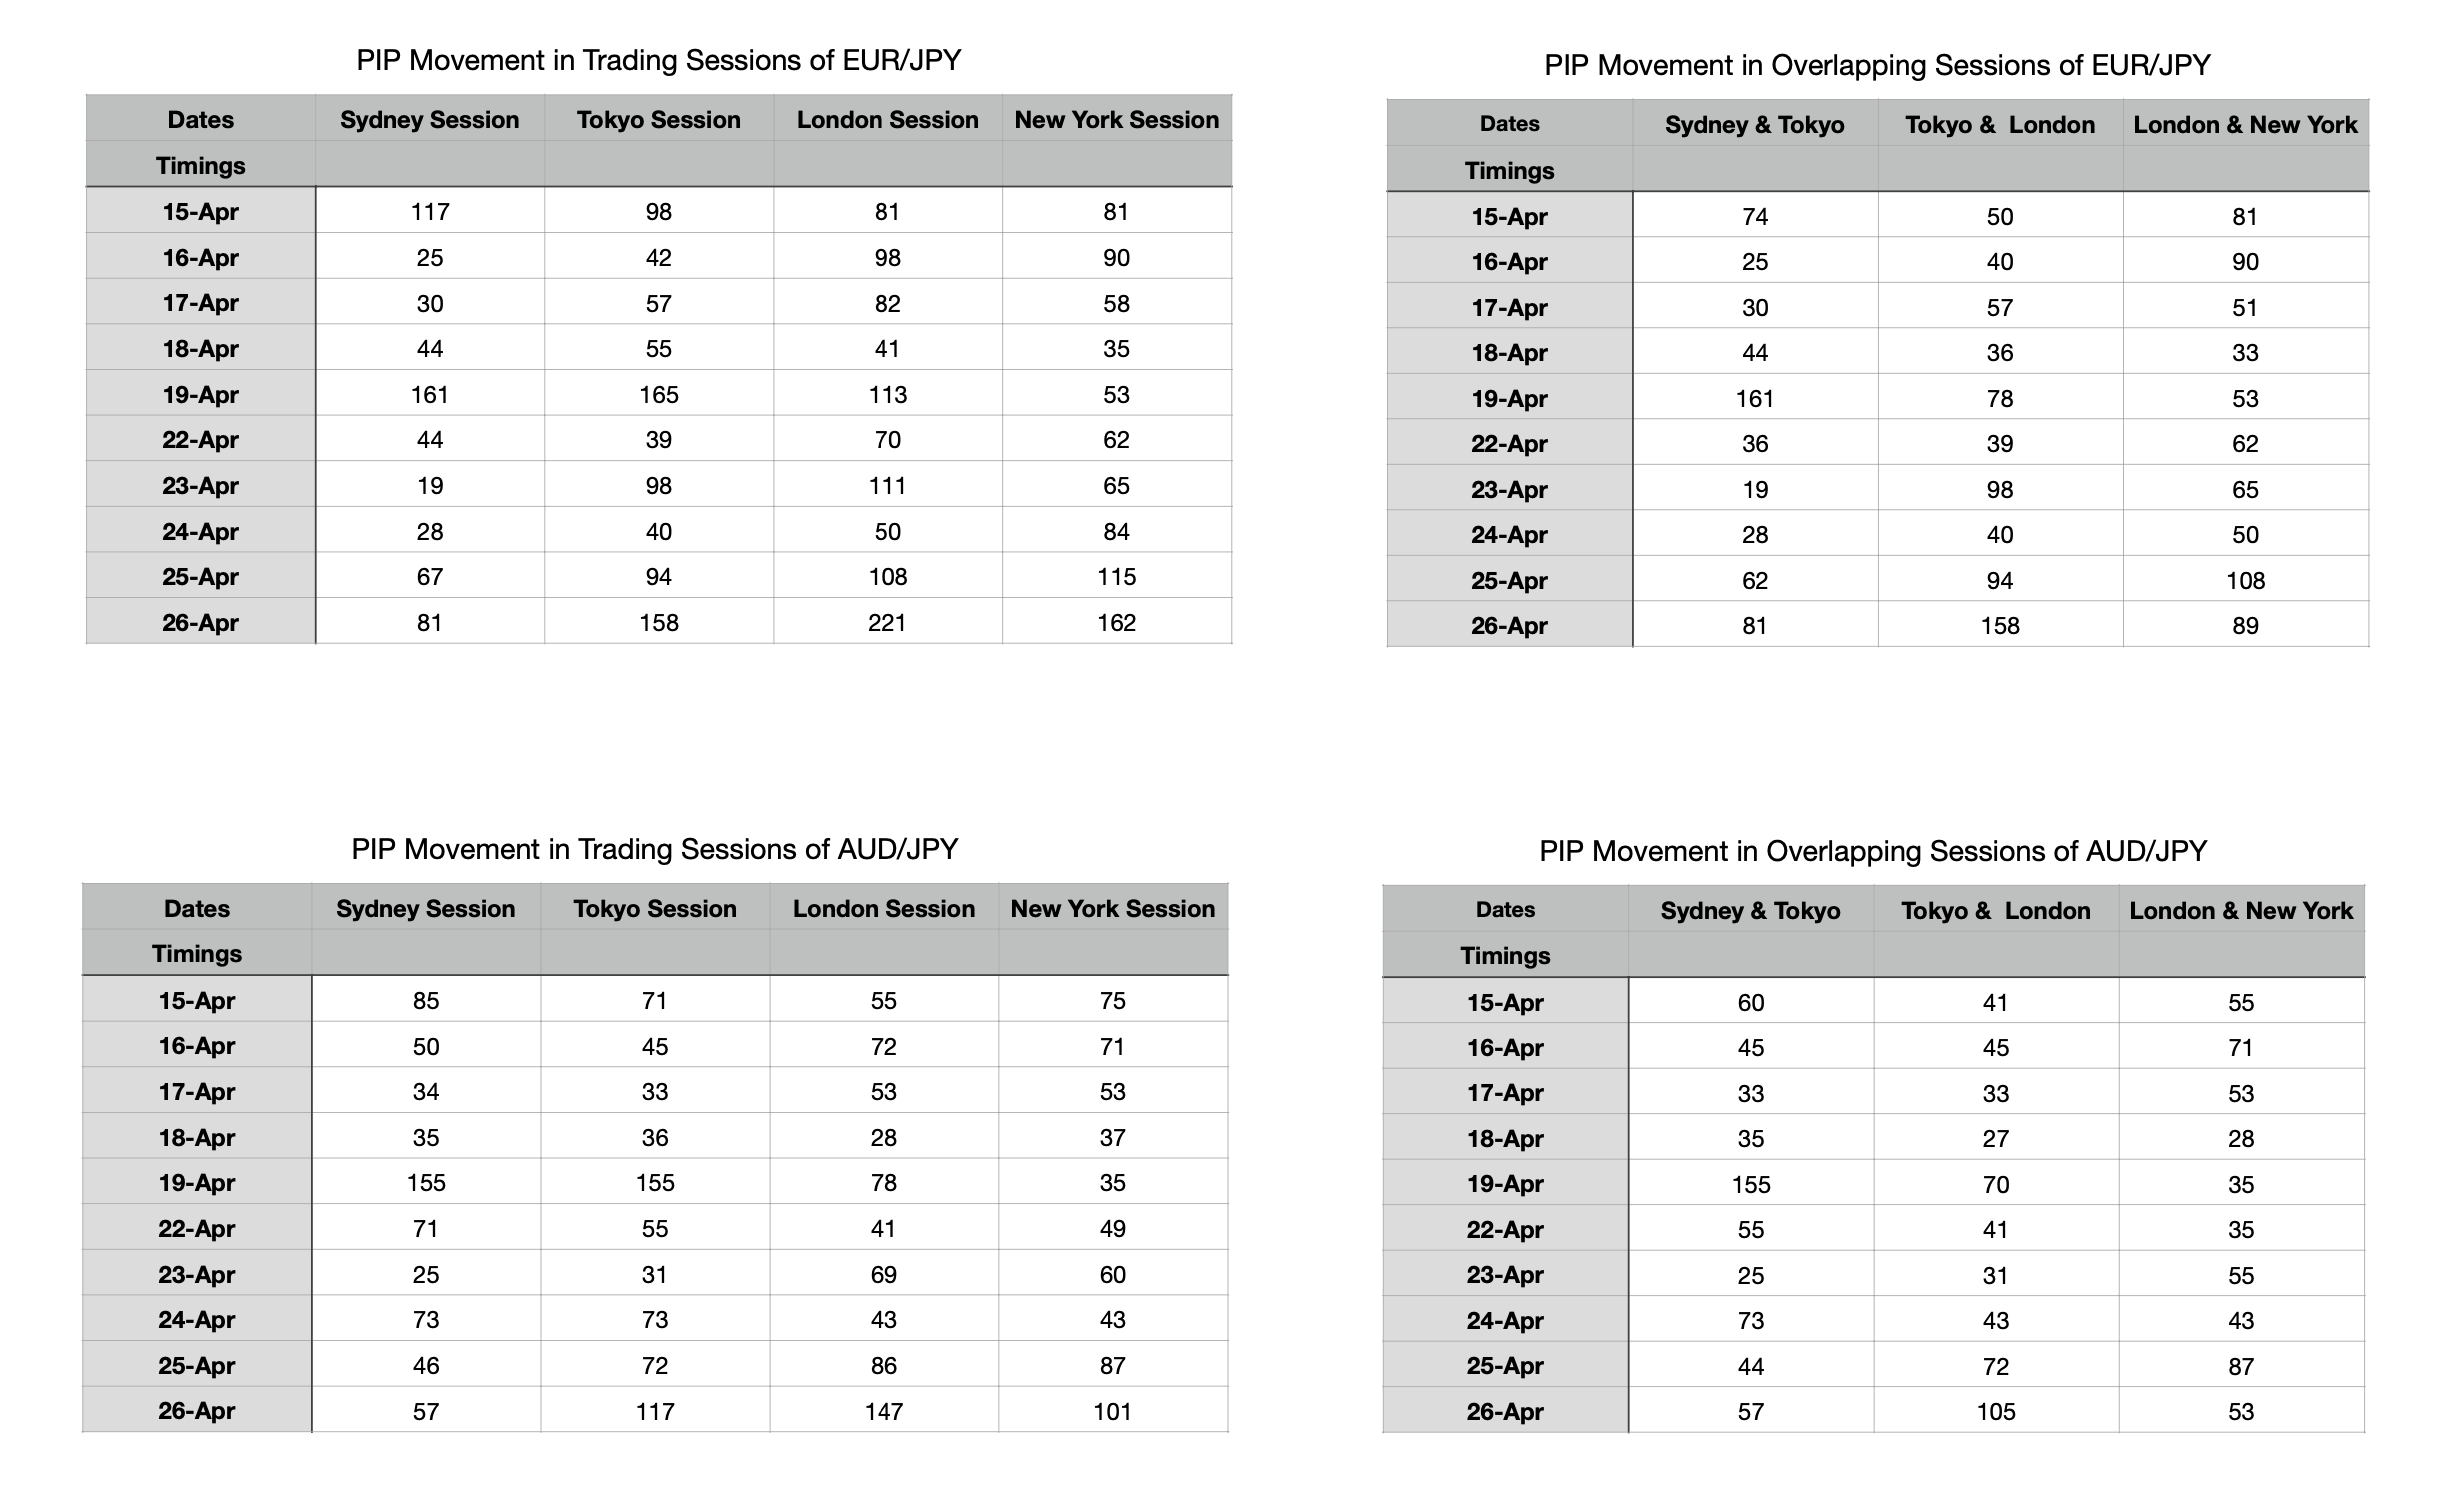 PIP Movement in Trading Sessions of EUR/JPY
Dates Sydney Session Tokyo Session London Session New York Session
Timings
15-Apr 117 98 81 81
16-Apr 25 42 98 90
17-Apr 30 57 82 58
18-Apr 44 55 41 35
19-Apr 161 165 113 53
22-Apr 44 39 70 62
23-Apr 19 98 111 65
24-Apr 28 40 50 84
25-Apr 67 94 108 115
26-Apr 81 158 221 162
PIP Movement in Overlapping Sessions of EUR/JPY
Dates Sydney & Tokyo Tokyo & London London & New York
Timings
15-Apr 74 50 81
16-Apr 25 40 90
17-Apr 30 57 51
18-Apr 44 36 33
19-Apr 161 78 53
22-Apr 36 39 62
23-Apr 19 98 65
24-Apr 28 40 50
25-Apr 62 94 108
26-Apr 81 158 89
PIP Movement in Trading Sessions of AUD/JPY
Dates Sydney Session Tokyo Session London Session New York Session
Timings
15-Apr 85 71 55 75
16-Apr 50 45 72 71
17-Apr 34 33 53 53
18-Apr 35 36 28 37
19-Apr 155 155 78 35
22-Apr 71 55 41 49
23-Apr 25 31 69 60
24-Apr 73 73 43 43
25-Apr 46 72 86 87
26-Apr 57 117 147 101
PIP Movement in Overlapping Sessions of AUD/JPY
Dates Sydney & Tokyo Tokyo & London London & New York
Timings
15-Apr 60 41 55
16-Apr 45 45 71
17-Apr 33 33 53
18-Apr 35 27 28
19-Apr 155 70 35
22-Apr 55 41 35
23-Apr 25 31 55
24-Apr 73 43 43
25-Apr 44 72 87
26-Apr 57 105 53